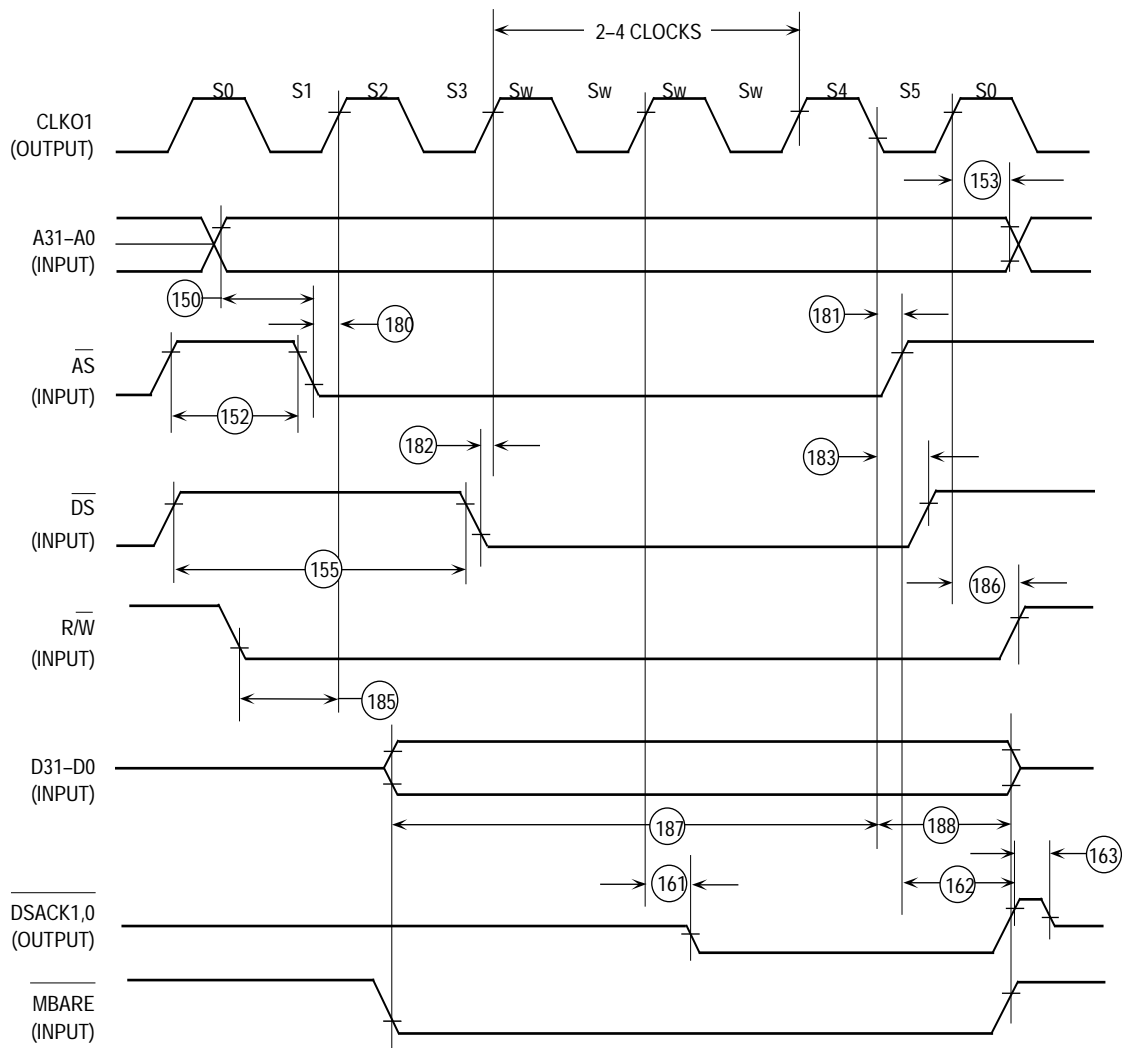 2–4 CLOCKS
S0 S1 S2 S3 Sw Sw Sw Sw S4 S5 S0
CLKO1
(OUTPUT)
153
A31–A0
(INPUT)
150
180
181
AS
(INPUT)
152
182
183
DS
(INPUT)
155
186
R/W
(INPUT)
185
D31–D0
(INPUT)
187
188
163
161
162
DSACK1,0
(OUTPUT)
MBARE
(INPUT)